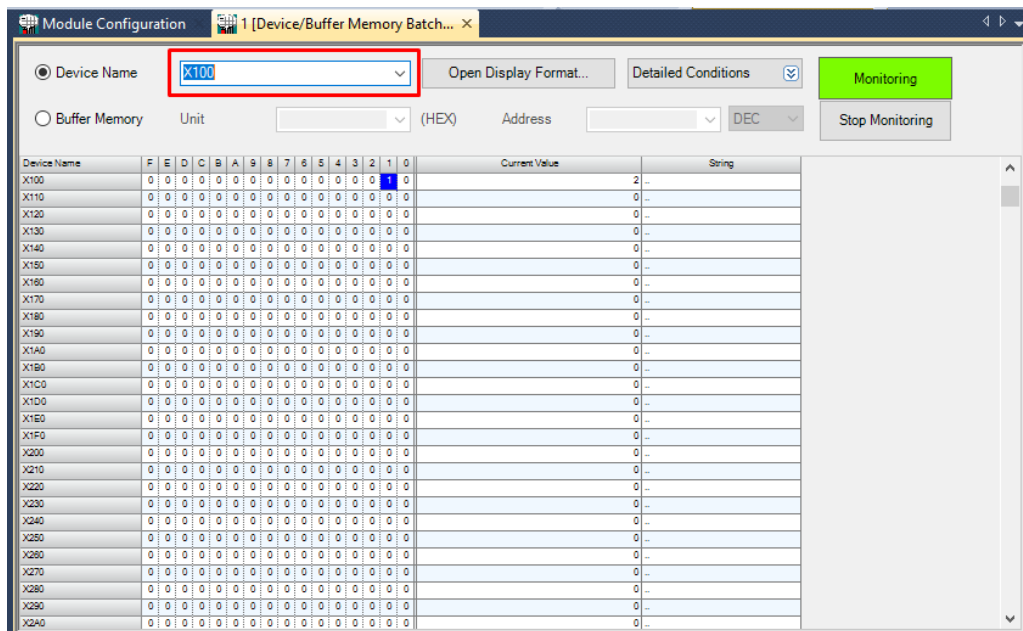 Module Configuration 1 [Device/Buffer Memory Batch... ×
Device Name X100 Open Display Format... Detailed Conditions Monitoring
Buffer Memory Unit (HEX) Address DEC Stop Monitoring
Device Name F E D C B A 9 8 7 6 5 4 3 2 1 0 Current Value String
X100 0 0 0 0 0 0 0 0 0 0 0 0 0 0 1 0 2 ..
X110 0 0 0 0 0 0 0 0 0 0 0 0 0 0 0 0 0 ..
X120 0 0 0 0 0 0 0 0 0 0 0 0 0 0 0 0 0 ..
X130 0 0 0 0 0 0 0 0 0 0 0 0 0 0 0 0 0 ..
X140 0 0 0 0 0 0 0 0 0 0 0 0 0 0 0 0 0 ..
X150 0 0 0 0 0 0 0 0 0 0 0 0 0 0 0 0 0 ..
X160 0 0 0 0 0 0 0 0 0 0 0 0 0 0 0 0 0 ..
X170 0 0 0 0 0 0 0 0 0 0 0 0 0 0 0 0 0 ..
X180 0 0 0 0 0 0 0 0 0 0 0 0 0 0 0 0 0 ..
X190 0 0 0 0 0 0 0 0 0 0 0 0 0 0 0 0 0 ..
X1A0 0 0 0 0 0 0 0 0 0 0 0 0 0 0 0 0 0 ..
X1B0 0 0 0 0 0 0 0 0 0 0 0 0 0 0 0 0 0 ..
X1C0 0 0 0 0 0 0 0 0 0 0 0 0 0 0 0 0 0 ..
X1D0 0 0 0 0 0 0 0 0 0 0 0 0 0 0 0 0 0 ..
X1E0 0 0 0 0 0 0 0 0 0 0 0 0 0 0 0 0 0 ..
X1F0 0 0 0 0 0 0 0 0 0 0 0 0 0 0 0 0 0 ..
X200 0 0 0 0 0 0 0 0 0 0 0 0 0 0 0 0 0 ..
X210 0 0 0 0 0 0 0 0 0 0 0 0 0 0 0 0 0 ..
X220 0 0 0 0 0 0 0 0 0 0 0 0 0 0 0 0 0 ..
X230 0 0 0 0 0 0 0 0 0 0 0 0 0 0 0 0 0 ..
X240 0 0 0 0 0 0 0 0 0 0 0 0 0 0 0 0 0 ..
X250 0 0 0 0 0 0 0 0 0 0 0 0 0 0 0 0 0 ..
X260 0 0 0 0 0 0 0 0 0 0 0 0 0 0 0 0 0 ..
X270 0 0 0 0 0 0 0 0 0 0 0 0 0 0 0 0 0 ..
X280 0 0 0 0 0 0 0 0 0 0 0 0 0 0 0 0 0 ..
X290 0 0 0 0 0 0 0 0 0 0 0 0 0 0 0 0 0 ..
X2A0 0 0 0 0 0 0 0 0 0 0 0 0 0 0 0 0 0 ..